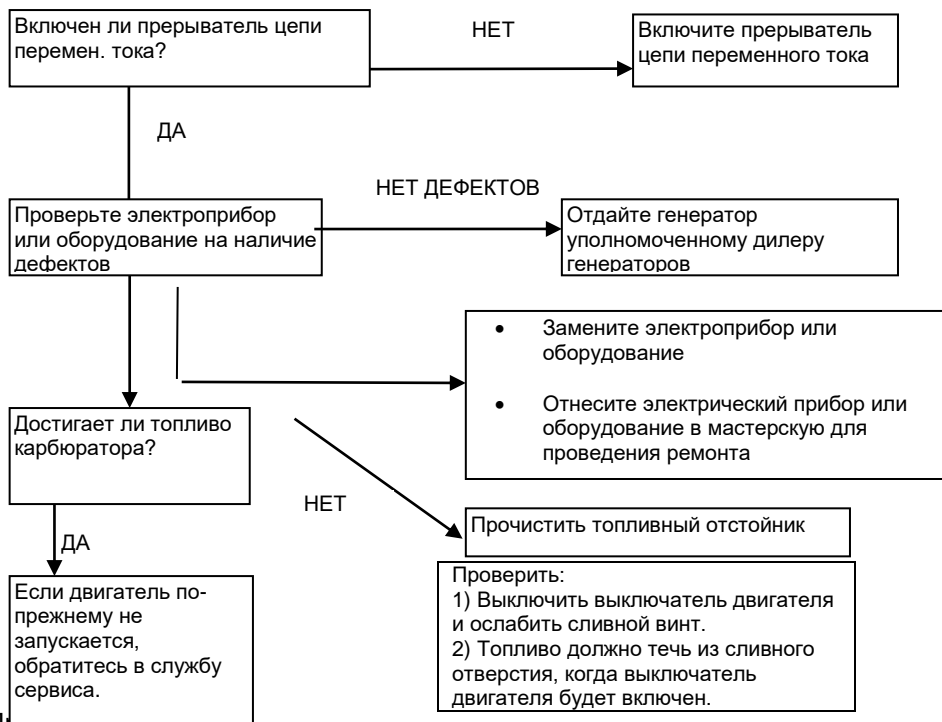 Включен ли прерыватель цепи
перемен. тока?
НЕТ
Включите прерыватель
цепи переменного тока
ДА
НЕТ ДЕФЕКТОВ
Проверьте электроприбор
или оборудование на наличие
дефектов
Отдайте генератор
уполномоченному дилеру
генераторов
• Замените электроприбор или
оборудование
• Отнесите электрический прибор или
оборудование в мастерскую для
проведения ремонта
Достигает ли топливо
карбюратора?
НЕТ
Прочистить топливный отстойник
ДА
Проверить:
1) Выключить выключатель двигателя
и ослабить сливной винт.
2) Топливо должно течь из сливного
отверстия, когда выключатель
двигателя будет включен.
Если двигатель по-
прежнему не
запускается,
обратитесь в службу
сервиса.